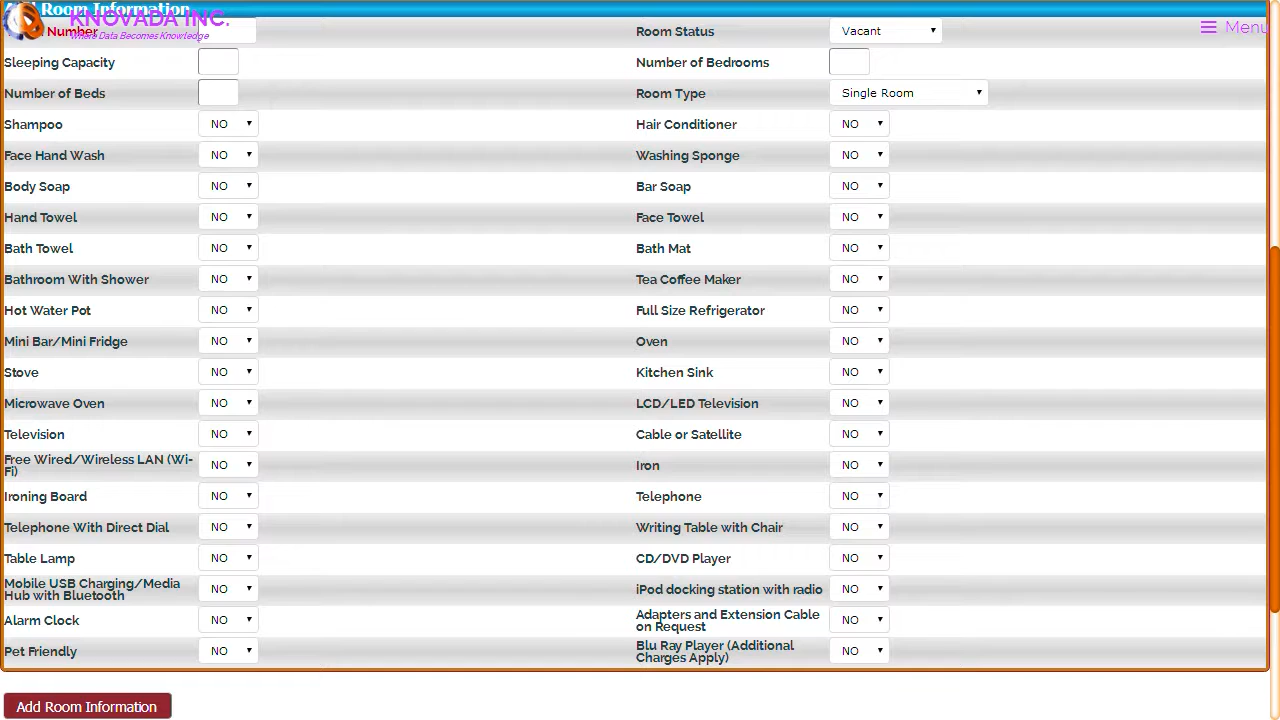 Room Information
KNOVADA INC.
Where Data Becomes Knowledge
Menu
Number
Room Status Vacant
Sleeping Capacity Number of Bedrooms
Number of Beds Room Type Single Room
Shampoo NO Hair Conditioner NO
Face Hand Wash NO Washing Sponge NO
Body Soap NO Bar Soap NO
Hand Towel NO Face Towel NO
Bath Towel NO Bath Mat NO
Bathroom With Shower NO Tea Coffee Maker NO
Hot Water Pot NO Full Size Refrigerator NO
Mini Bar/Mini Fridge NO Oven NO
Stove NO Kitchen Sink NO
Microwave Oven NO LCD/LED Television NO
Television NO Cable or Satellite NO
Free Wired/Wireless LAN (Wi-
Fi) NO Iron NO
Ironing Board NO Telephone NO
Telephone With Direct Dial NO Writing Table with Chair NO
Table Lamp NO CD/DVD Player NO
Mobile USB Charging/Media
Hub with Bluetooth NO iPod docking station with radio NO
Alarm Clock NO Adapters and Extension Cable
on Request NO
Pet Friendly NO Blu Ray Player (Additional
Charges Apply) NO
Add Room Information